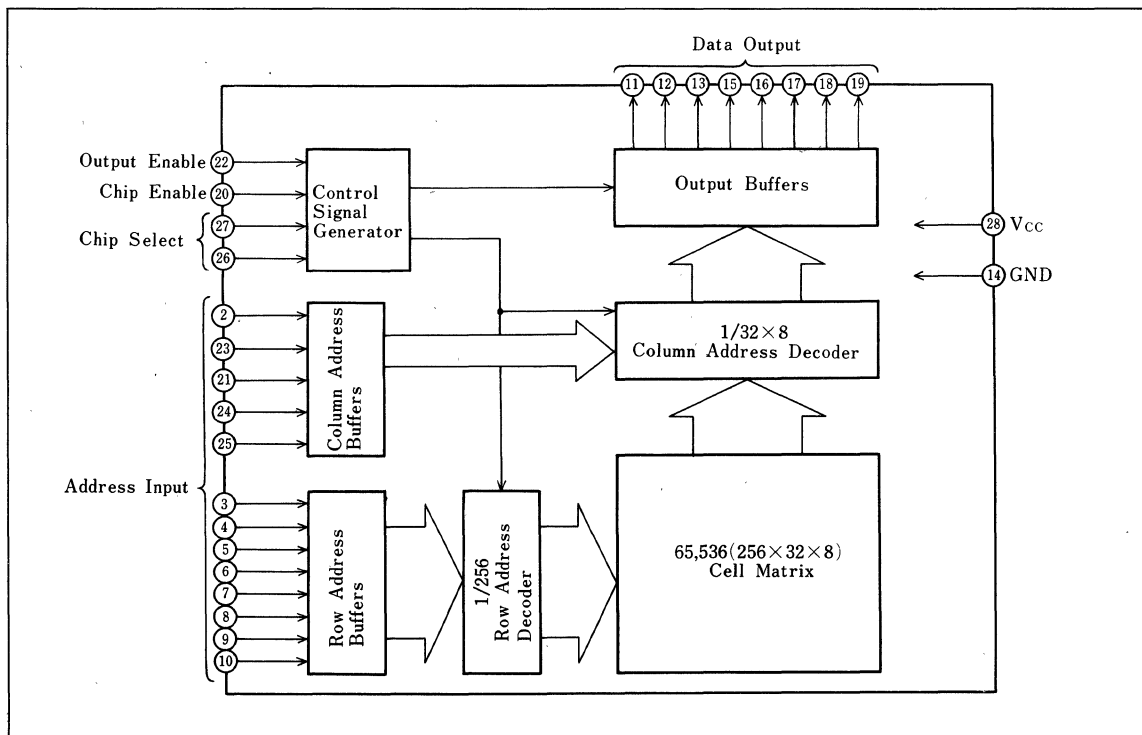 Data Output
11 12 13 15 16 17 18 19
Output Enable 22
Chip Enable 20
Chip Select
27
26
Control
Signal
Generator
Output Buffers
28 VCC
14 GND
Address Input
2
23
21
24
25
Column Address
Buffers
1/32×8
Column Address Decoder
3
4
5
6
7
8
9
10
Row Address
Buffers
1/256
Row Address
Decoder
65,536(256×32×8)
Cell Matrix